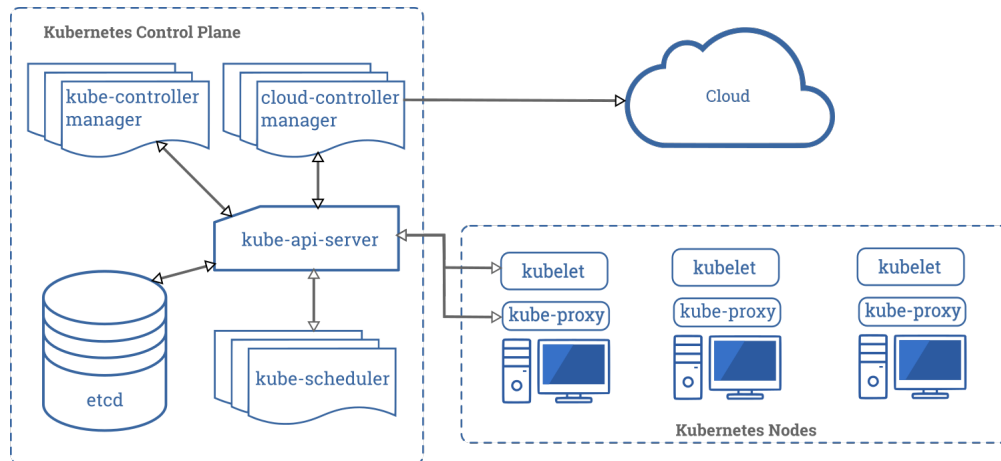 Kubernetes Control Plane
kube-controller
manager
cloud-controller
manager
Cloud
kube-api-server
etcd
kube-scheduler
kubelet
kubelet
kubelet
kube-proxy
kube-proxy
kube-proxy
Kubernetes Nodes